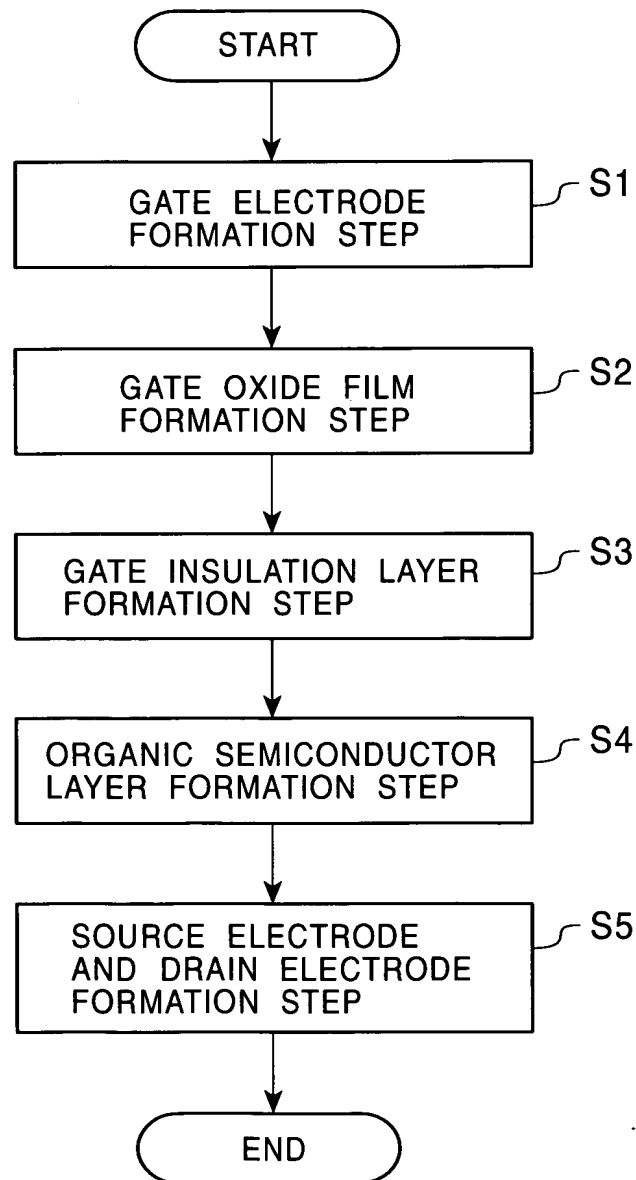 START
GATE ELECTRODE
FORMATION STEP
S1
GATE OXIDE FILM
FORMATION STEP
S2
GATE INSULATION LAYER
FORMATION STEP
S3
ORGANIC SEMICONDUCTOR
LAYER FORMATION STEP
S4
SOURCE ELECTRODE
AND DRAIN ELECTRODE
FORMATION STEP
S5
END